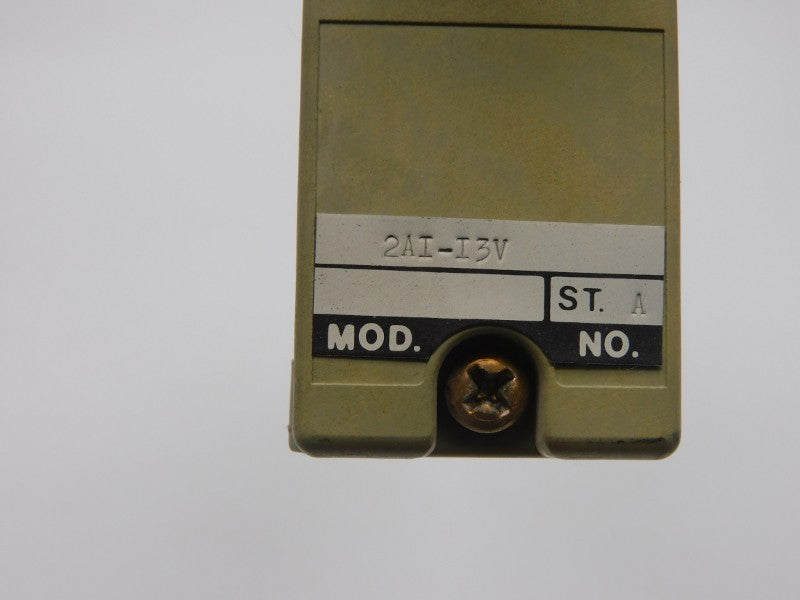 2AI-I3V
ST. A
MOD. NO.